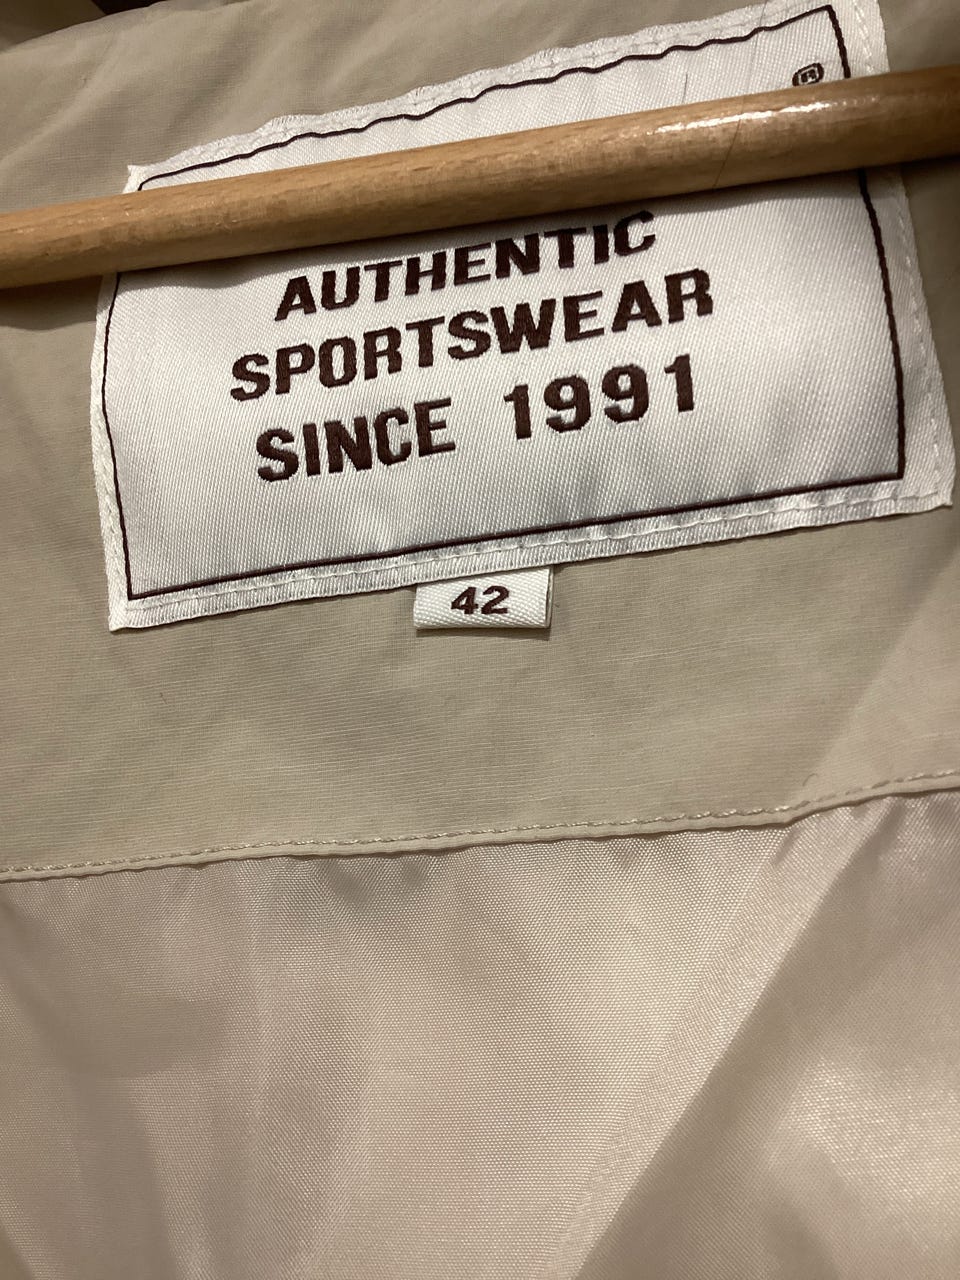 ®
AUTHENTIC
SPORTSWEAR
SINCE 1991
42